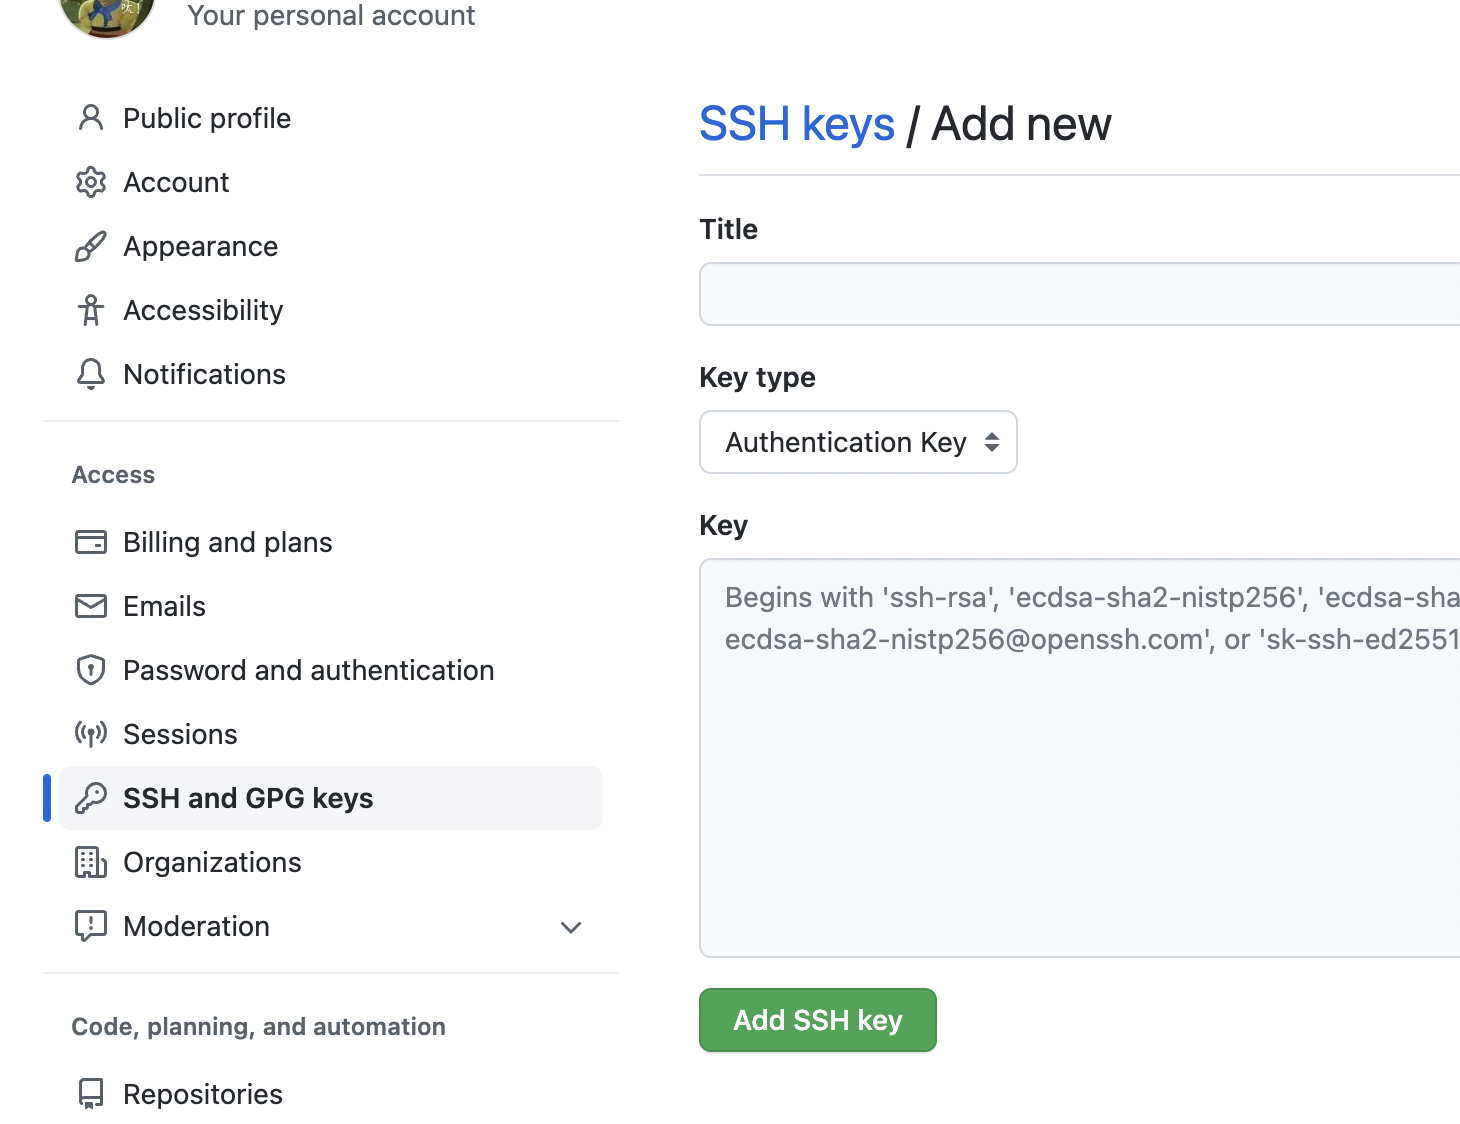 呔!
Your personal account
Public profile
Account
Appearance
Accessibility
Notifications
Access
Billing and plans
Emails
Password and authentication
Sessions
SSH and GPG keys
Organizations
Moderation
Code, planning, and automation
Repositories
SSH keys / Add new
Title
Key type
Authentication Key
Key
Begins with 'ssh-rsa', 'ecdsa-sha2-nistp256', 'ecdsa-sha
ecdsa-sha2-nistp256@openssh.com', or 'sk-ssh-ed2551
Add SSH key